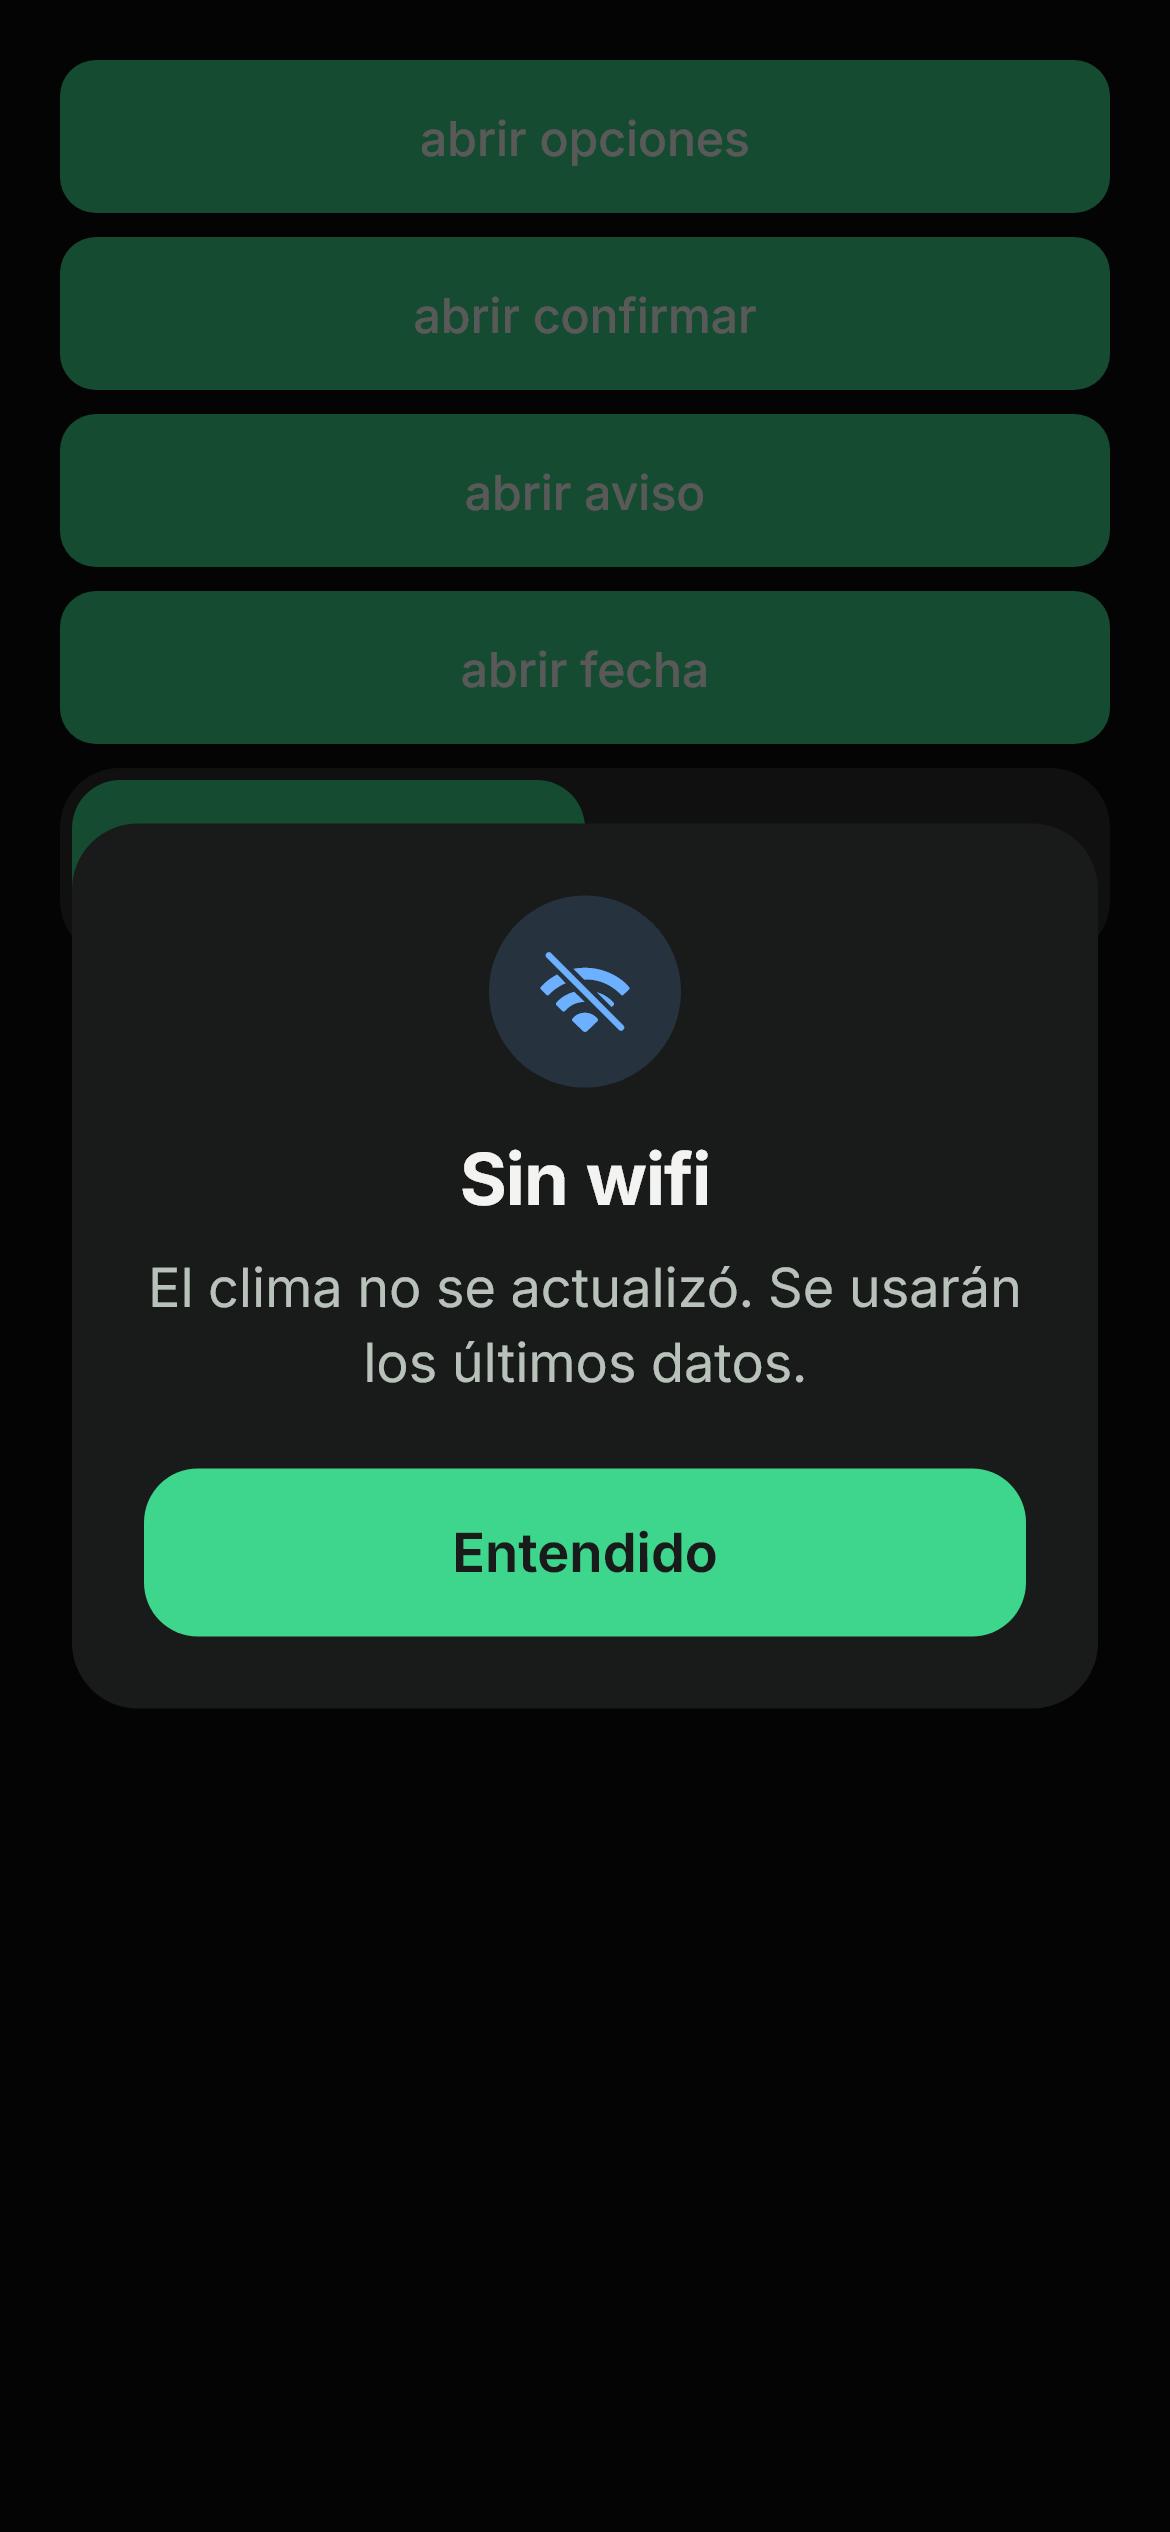 abrir opciones
abrir confirmar
abrir aviso
abrir fecha
Sin wifi
El clima no se actualizó. Se usarán
los últimos datos.
Entendido